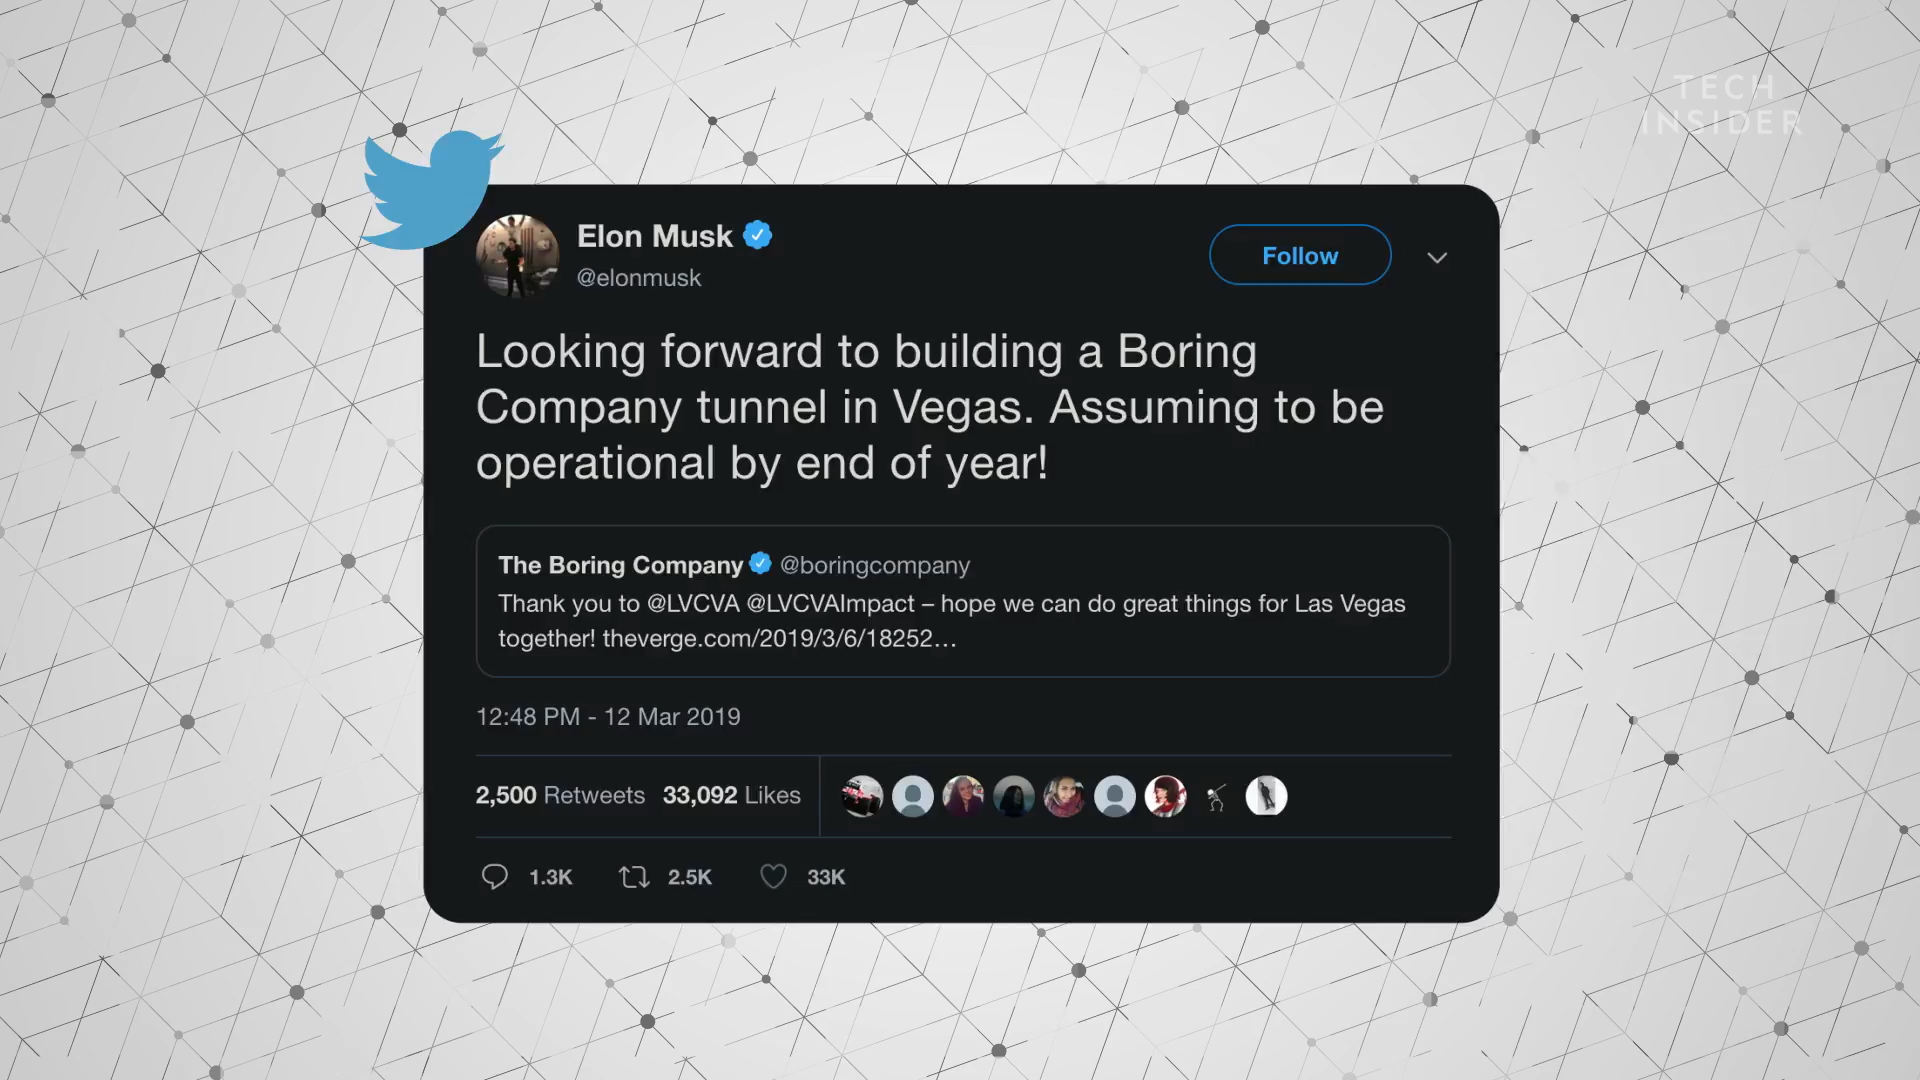 TECH
INSIDER
Elon Musk
@elonmusk
Follow
Looking forward to building a Boring
Company tunnel in Vegas. Assuming to be
operational by end of year!
The Boring Company @boringcompany
Thank you to @LVCVA @LVCVAImpact – hope we can do great things for Las Vegas
together! theverge.com/2019/3/6/18252…
12:48 PM - 12 Mar 2019
2,500 Retweets 33,092 Likes
1.3K 2.5K 33K